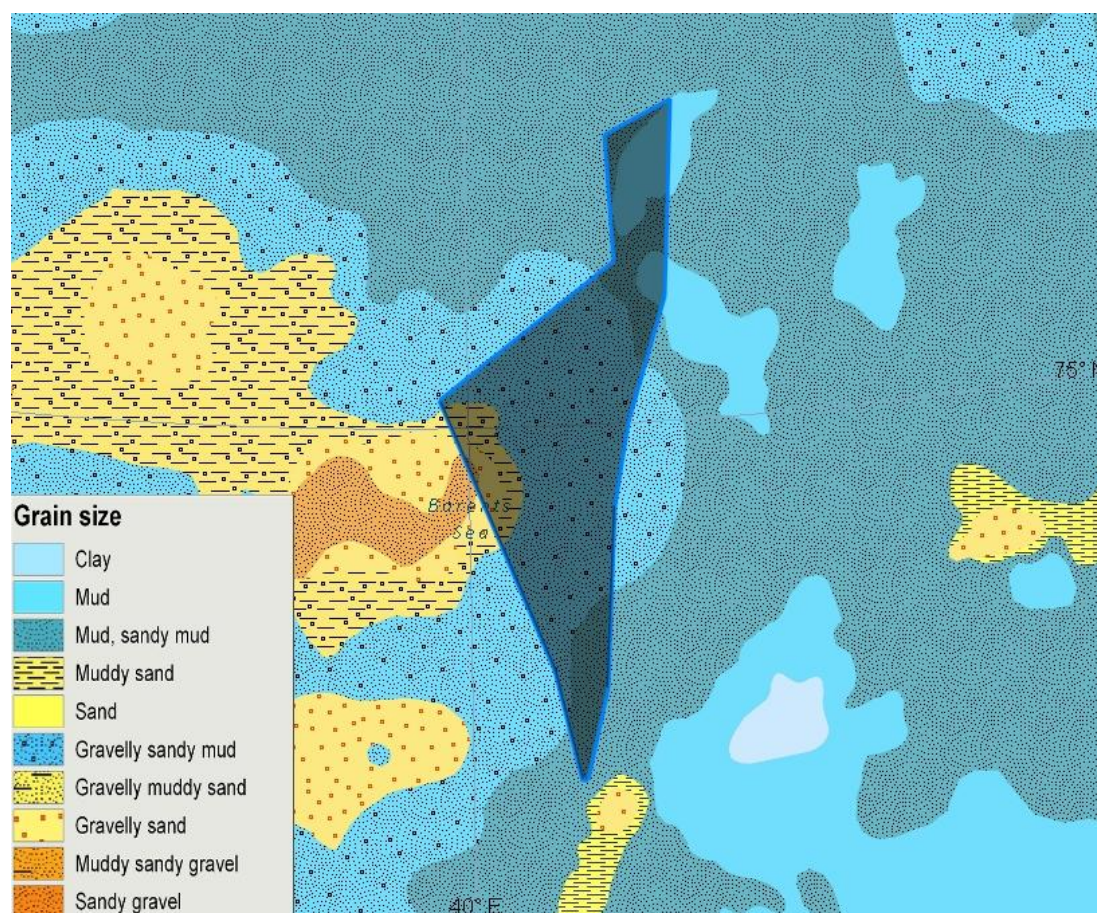 75° N
Barents
Sea
Grain size
Clay
Mud
Mud, sandy mud
Muddy sand
Sand
Gravelly sandy mud
Gravelly muddy sand
Gravelly sand
Muddy sandy gravel
Sandy gravel
40° E